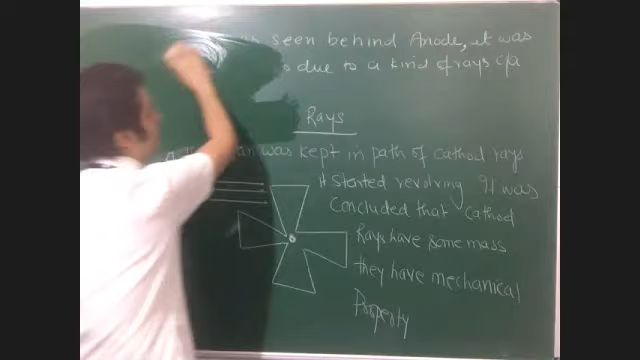 seen behind Anode, it was
due to a kind of rays c/a
Rays
was kept in path of cathod rays
it started revolving It was
concluded that cathod
Rays have some mass
they have mechanical
Property